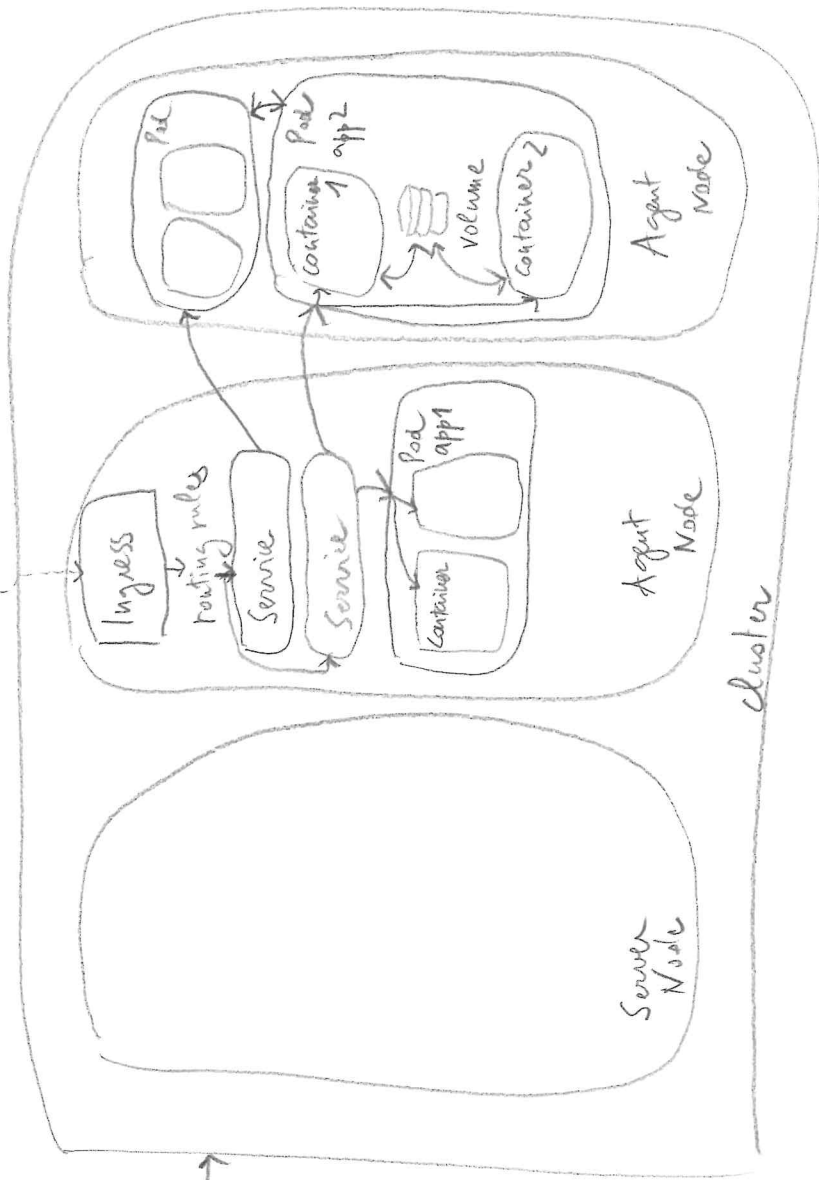 Ingress
routing rules
Service
Service
Pod
app1
Container
Agent
Node
Pod
Pod
app2
Container
1
Volume
Container 2
Agent
Node
Server
Node
Cluster